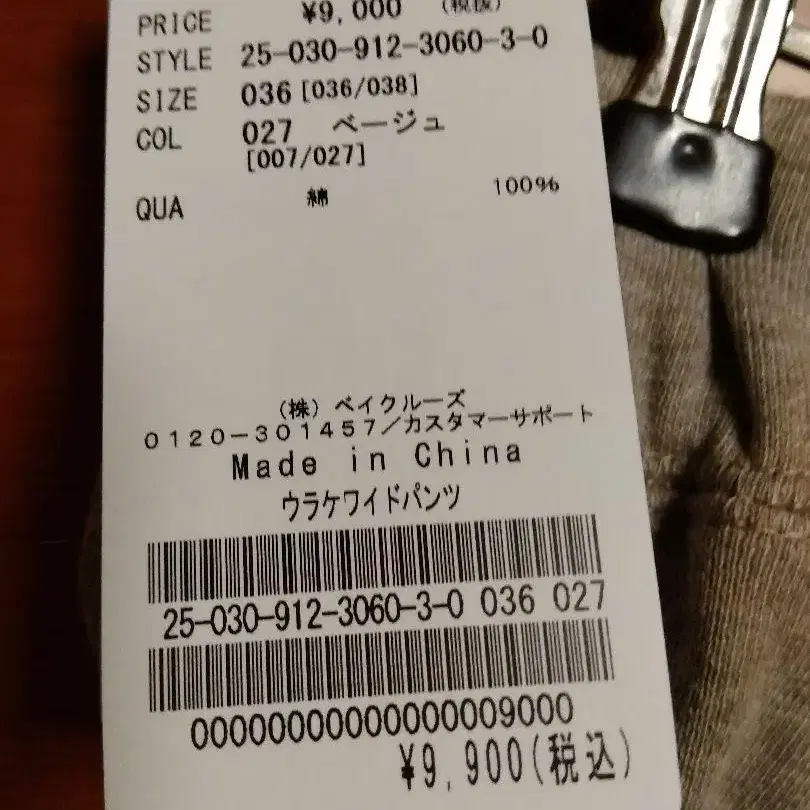 PRICE ¥9,000 (税抜)
STYLE 25-030-912-3060-3-0
SIZE 036 [036/038]
COL 027 ベージュ
[007/027]
QUA 綿 100%
(株) ベイクルーズ
0120-301457/カスタマーサポート
Made in China
ウラケワイドパンツ
25-030-912-3060-3-0 036 027
00000000000000009000
¥9,900(税込)